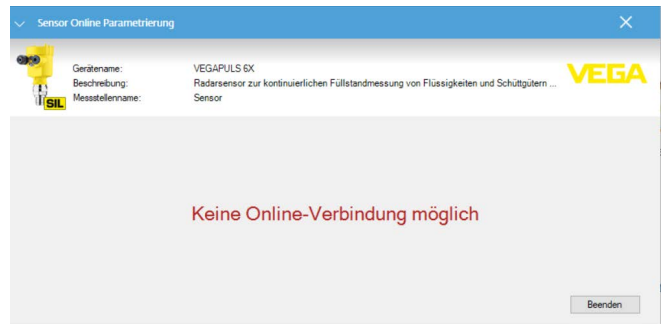 Sensor Online Parametrierung
Gerätename: VEGAPULS 6X
Beschreibung: Radarsensor zur kontinuierlichen Füllstandmessung von Flüssigkeiten und Schüttgütern ...
Messstellenname: Sensor
VEGA
SIL
Keine Online-Verbindung möglich
Beenden